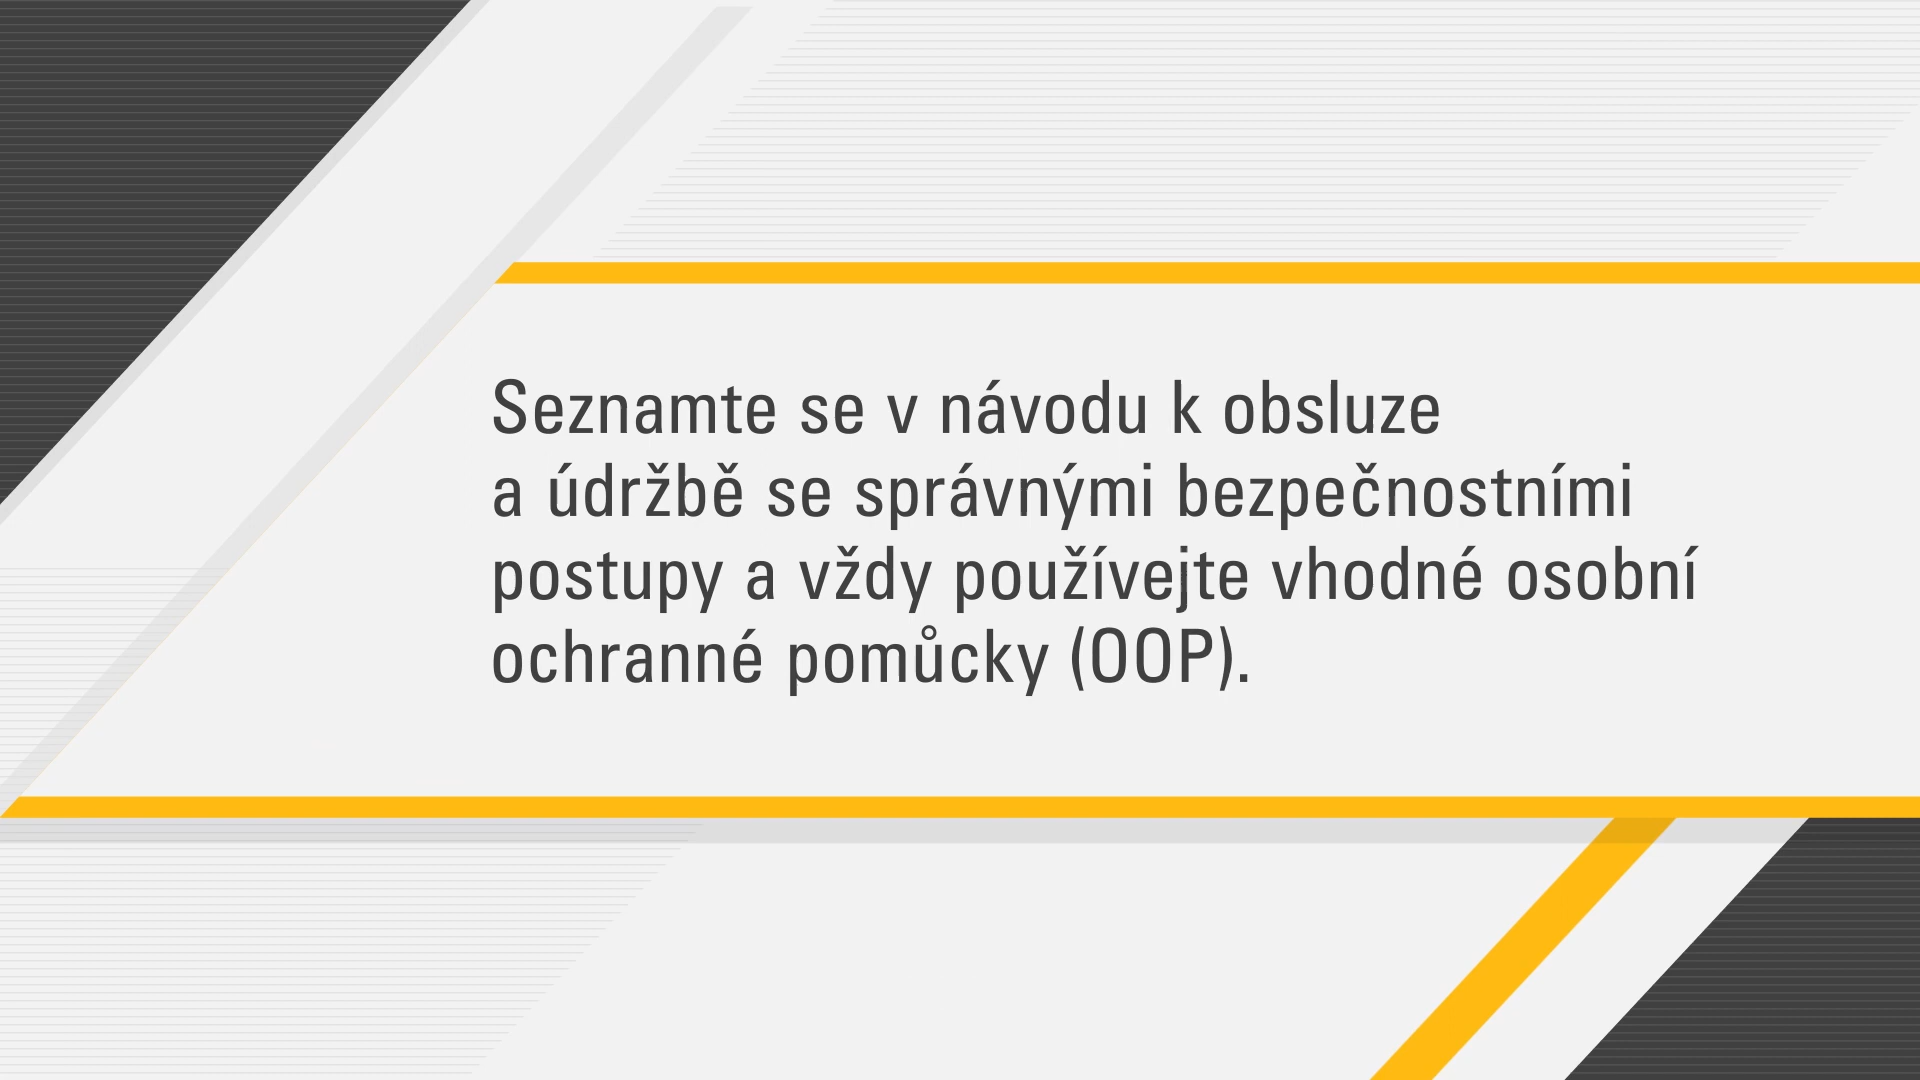 Seznamte se v návodu k obsluze
a údržbě se správnými bezpečnostními
postupy a vždy používejte vhodné osobní
ochranné pomůcky (OOP).